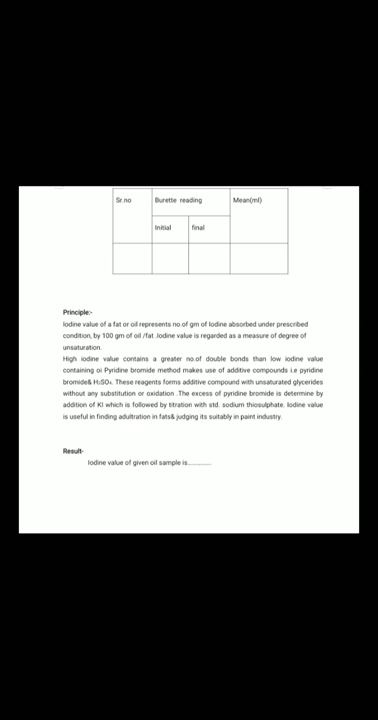 Sr.no Burette reading Mean(ml)
Initial final
Principle:-
Iodine value of a fat or oil represents no.of gm of Iodine absorbed under prescribed
condition, by 100 gm of oil /fat .Iodine value is regarded as a measure of degree of
unsaturation.
High iodine value contains a greater no.of double bonds than low iodine value
containing oi Pyridine bromide method makes use of additive compounds i.e pyridine
bromide& H₂SO₄. These reagents forms additive compound with unsaturated glycerides
without any substitution or oxidation .The excess of pyridine bromide is determine by
addition of KI which is followed by titration with std. sodium thiosulphate. Iodine value
is useful in finding adultration in fats& judging its suitably in paint industry.
Result-
Iodine value of given oil sample is..............